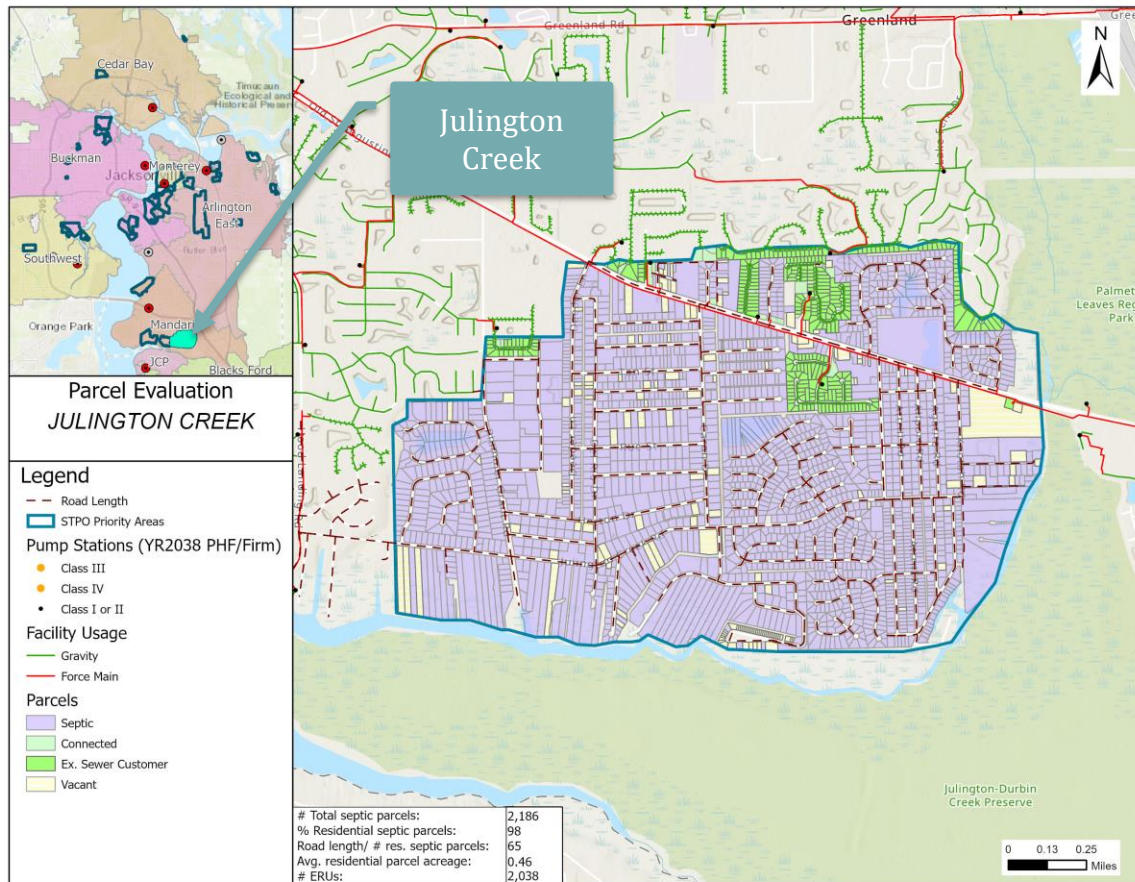 Cedar Bay
Timucuan
Ecological and
Historical Preserve
Buckman
Jacksonville
Monterey
Arlington
East
Butler Blvd
Southwest
Orange Park
Mandarin
JCP
Blacks Ford
Julington
Creek
Greenland Rd
Greenland
N
Parcel Evaluation
JULINGTON CREEK
Legend
Road Length
STPO Priority Areas
Pump Stations (YR2038 PHF/Firm)
Class III
Class IV
Class I or II
Facility Usage
Gravity
Force Main
Parcels
Septic
Connected
Ex. Sewer Customer
Vacant
Palmet
Leaves Reg
Park
Julington-Durbin
Creek Preserve
# Total septic parcels: 2,186
% Residential septic parcels: 98
Road length/ # res. septic parcels: 65
Avg. residential parcel acreage: 0.46
# ERUs: 2,038
0 0.13 0.25
Miles